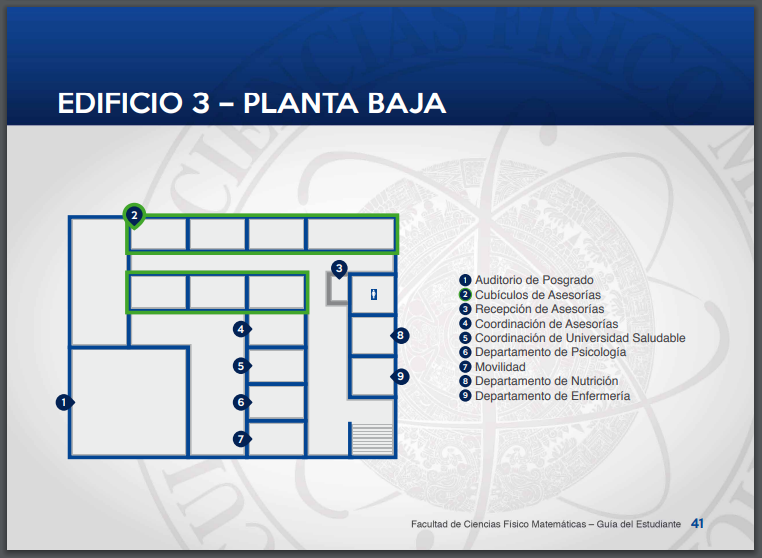 EDIFICIO 3 – PLANTA BAJA
2
3
4
5
6
7
8
9
1
1 Auditorio de Posgrado
2 Cubículos de Asesorías
3 Recepción de Asesorías
4 Coordinación de Asesorías
5 Coordinación de Universidad Saludable
6 Departamento de Psicología
7 Movilidad
8 Departamento de Nutrición
9 Departamento de Enfermería
Facultad de Ciencias Físico Matemáticas – Guía del Estudiante 41